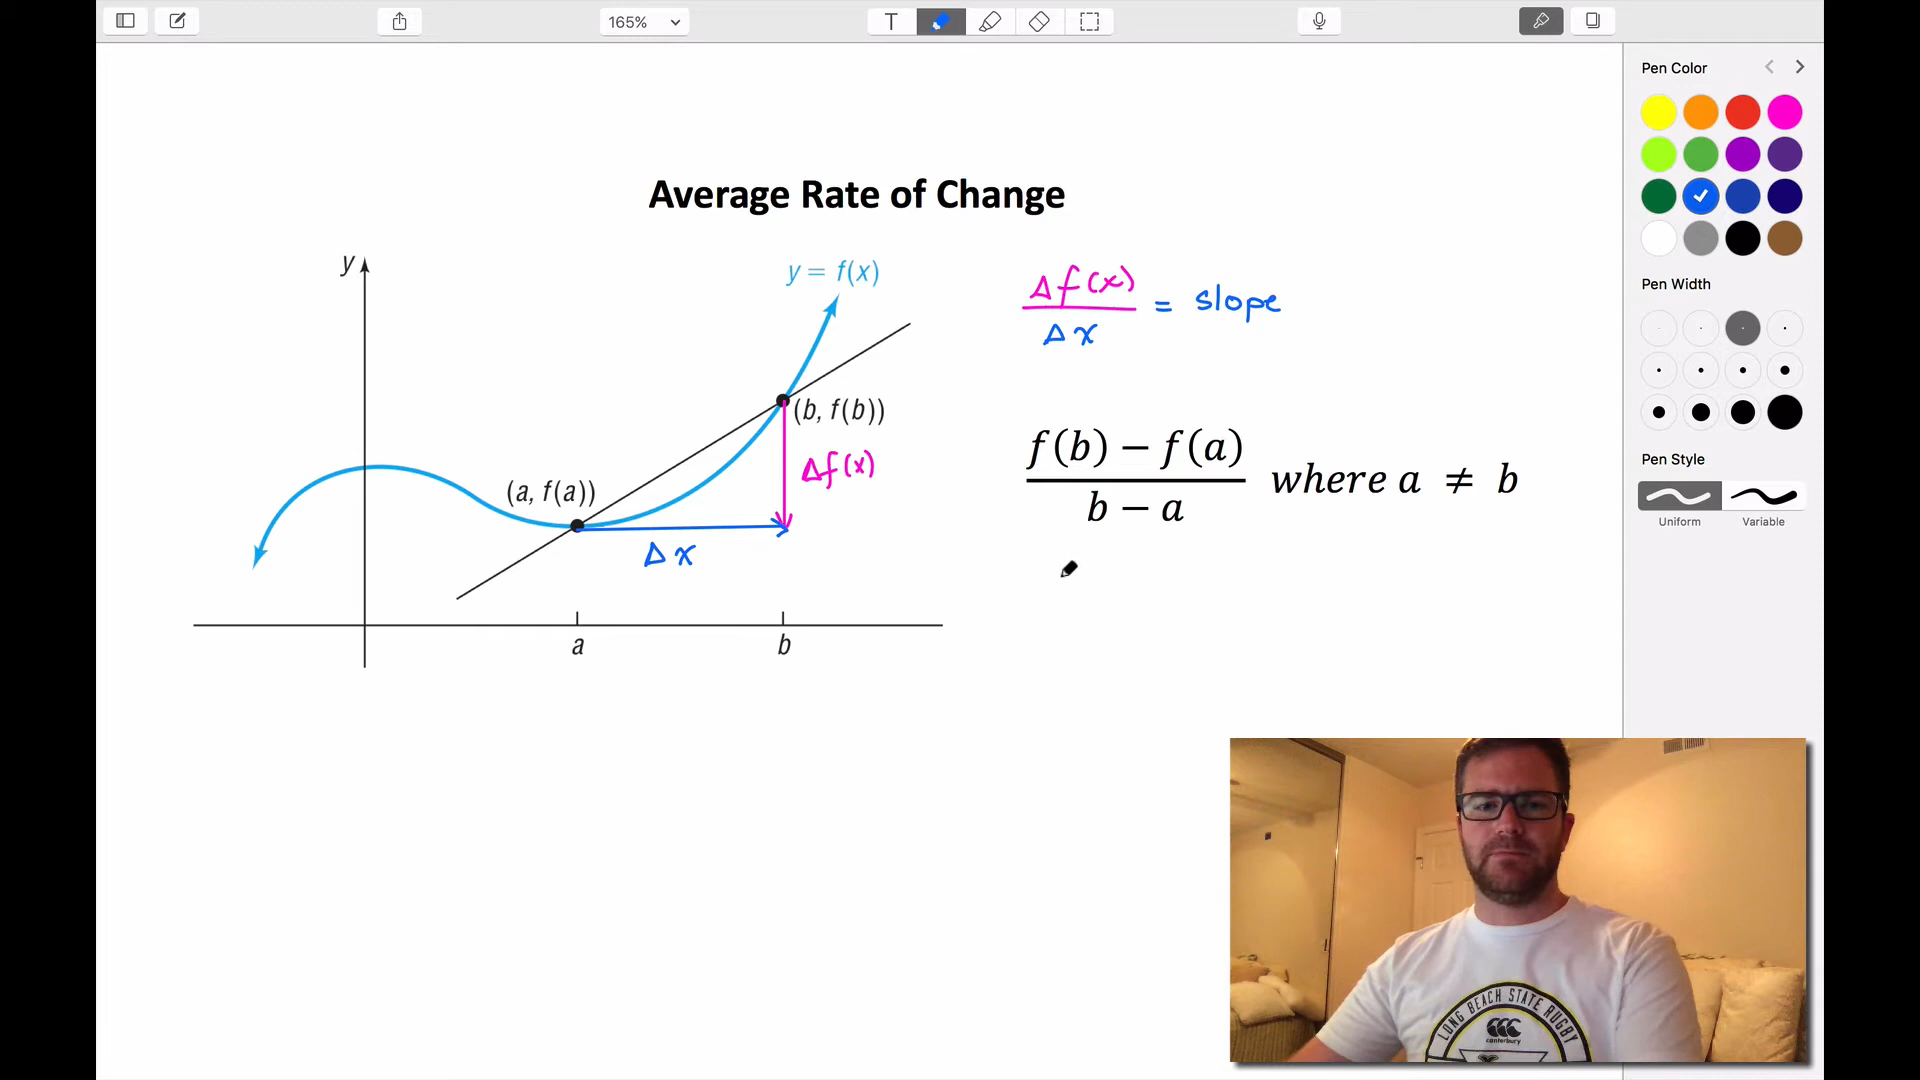 165%
T
Pen Color
Average Rate of Change
y
y = f(x)
Δf(x)
Δx
= slope
Pen Width
(b, f(b))
f(b) − f(a)
b − a
where a ≠ b
Δf(x)
(a, f(a))
Δx
Pen Style
Uniform
Variable
a
b
LONG BEACH STATE RUGBY
canterbury